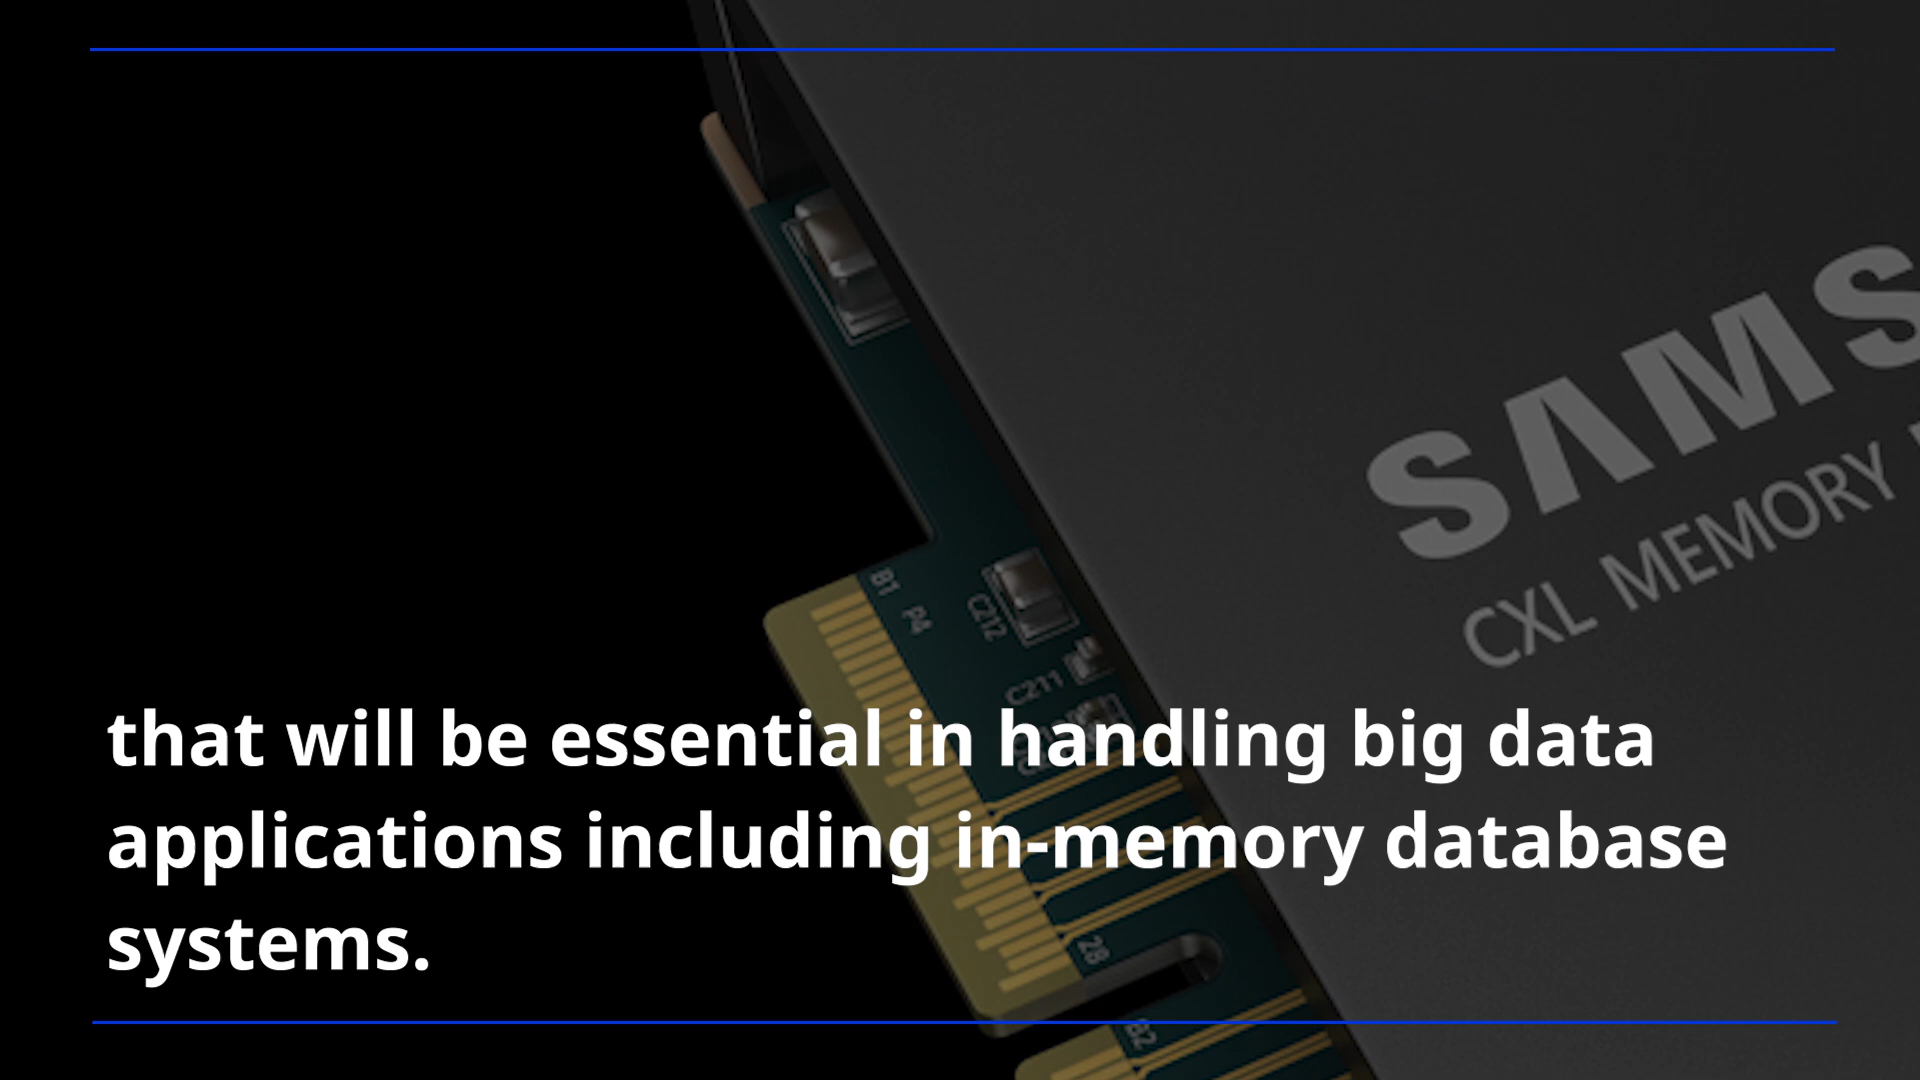 SAMS
CXL MEMORY
B1
P4
C212
C211
that will be essential in handling big data
applications including in-memory database
systems.
28
B2